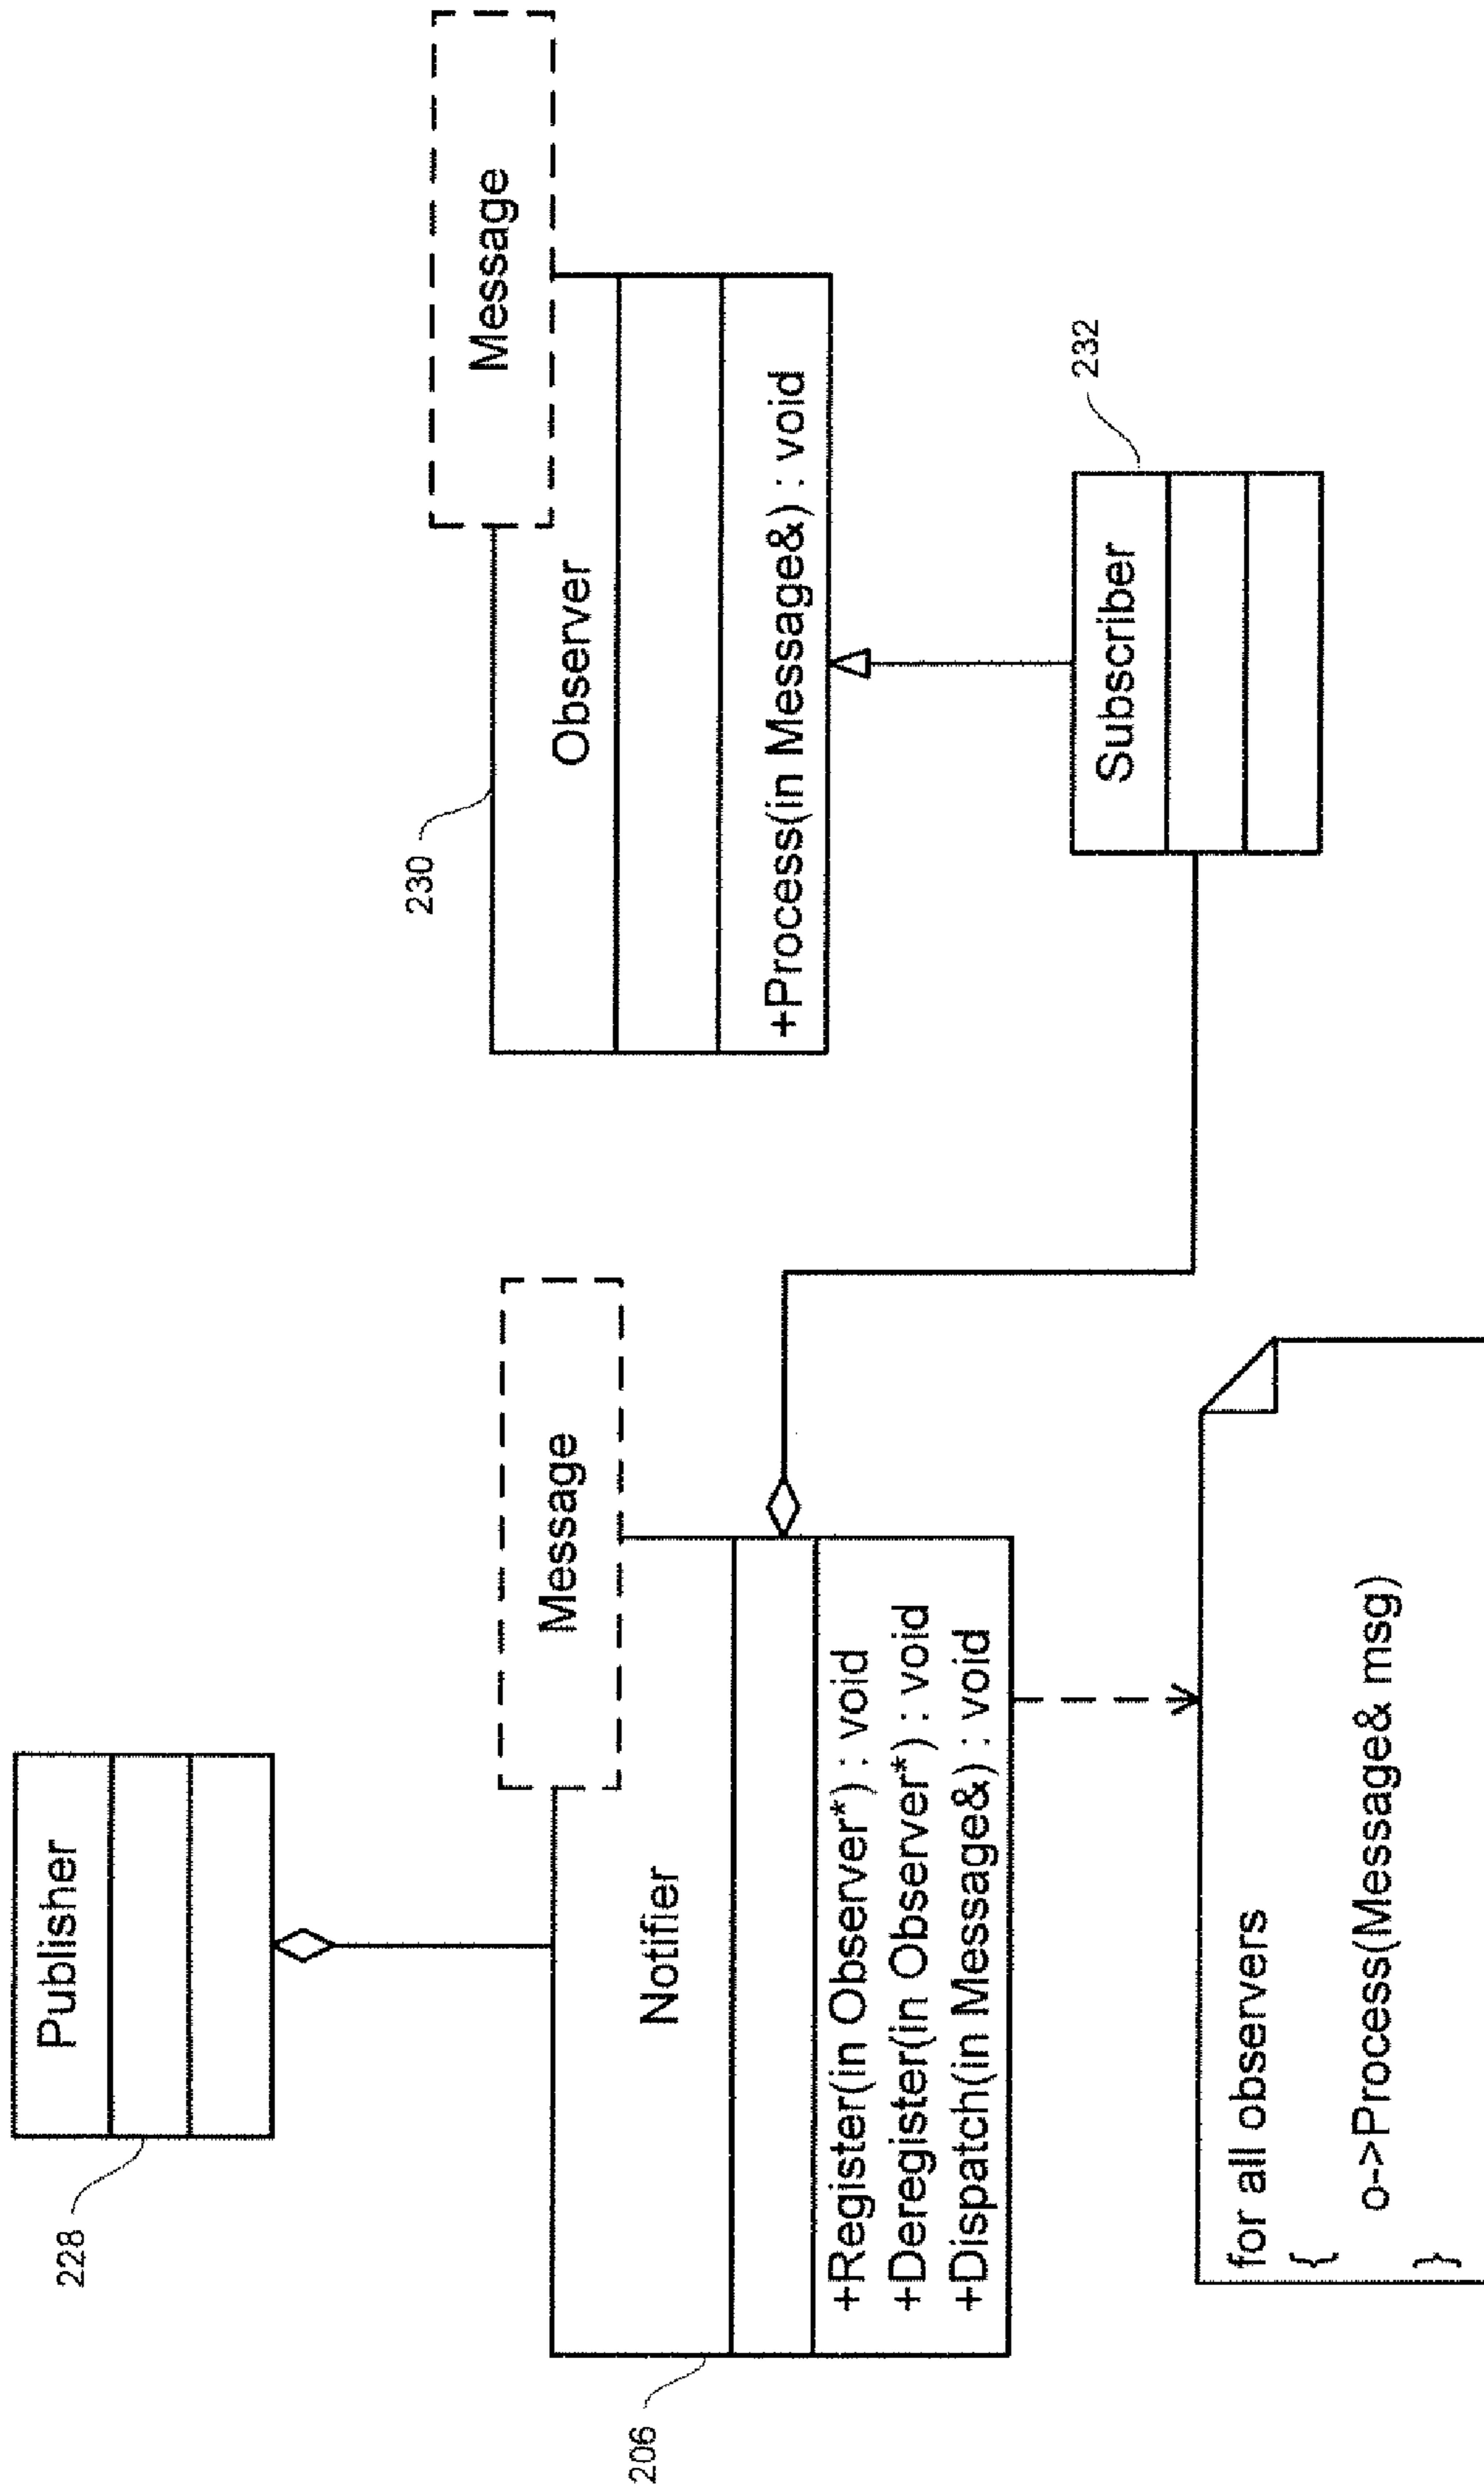 228
Publisher
206
Message
Notifier
+Register(in Observer*) : void
+Deregister(in Observer*) : void
+Dispatch(in Message&) : void
for all observers
{
o->Process(Message& msg)
}
230
Message
Observer
+Process(in Message&) : void
232
Subscriber